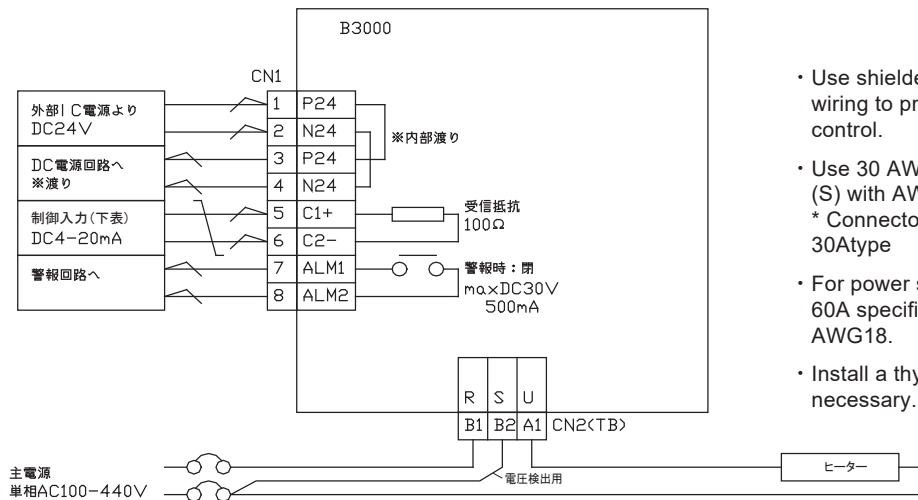 B3000
CN1
外部IC電源より
DC24V
DC電源回路へ
※渡り
制御入力(下表)
DC4-20mA
警報回路へ
1 P24
2 N24
3 P24
4 N24
5 C1+
6 C2-
7 ALM1
8 ALM2
※内部渡り
受信抵抗
100Ω
警報時:閉
maxDC30V
500mA
R S U
B1 B2 A1 CN2(TB)
電圧検出用
ヒーター
主電源
単相AC100-440V
・Use shielde
wiring to pr
control.
・Use 30 AW
(S) with AW
* Connecto
30Atype
・For power s
60A specifi
AWG18.
・Install a thy
necessary.